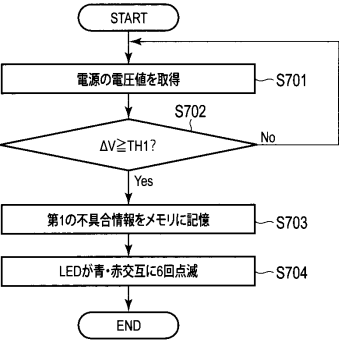 START
電源の電圧値を取得
S701
S702
ΔV≧TH1?
No
Yes
第1の不具合情報をメモリに記憶
S703
LEDが青・赤交互に6回点滅
S704
END